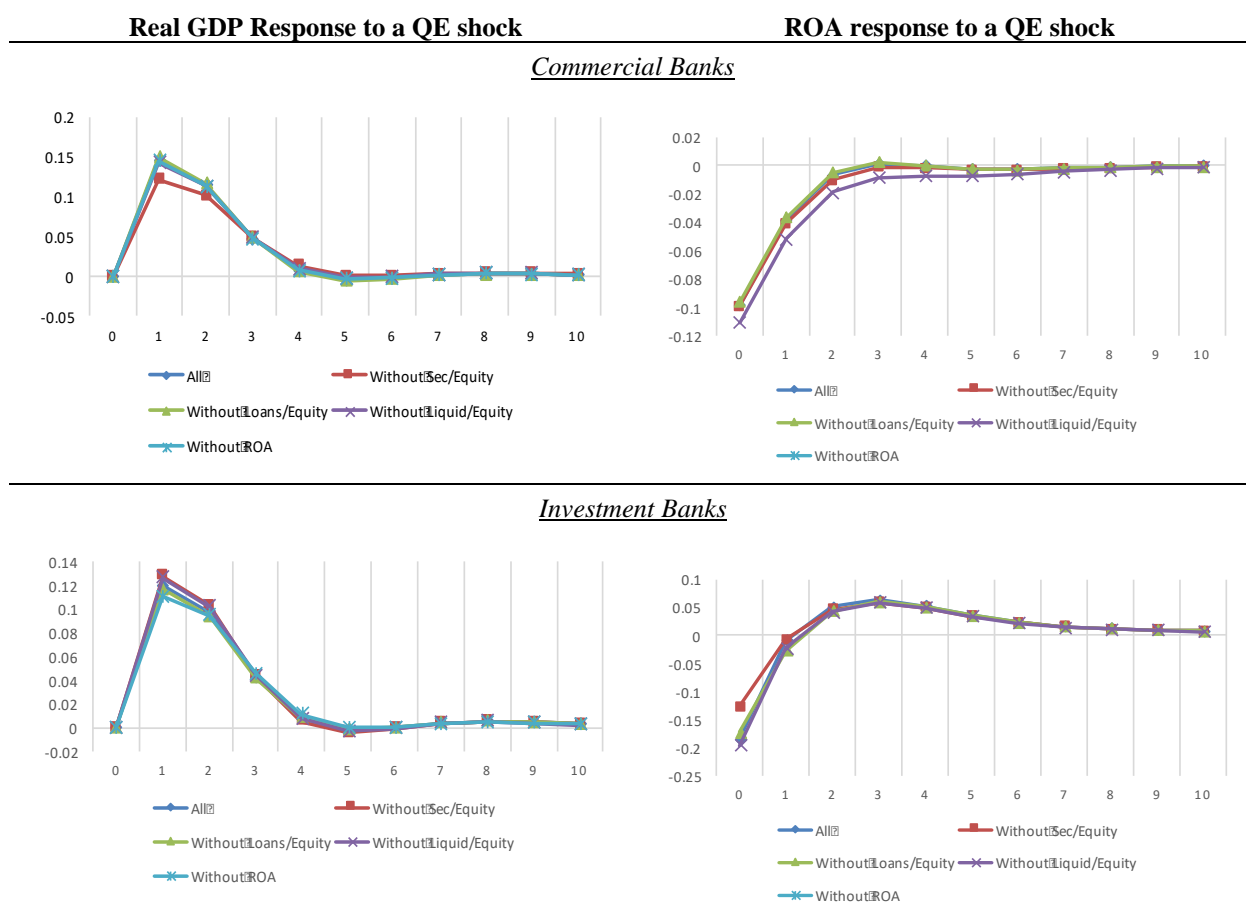 Real GDP Response to a QE shock
ROA response to a QE shock
Commercial Banks
0.2
0.15
0.1
0.05
0
-0.05
0 1 2 3 4 5 6 7 8 9 10
All⍰ Without⍰Sec/Equity
Without⍰Loans/Equity Without⍰Liquid/Equity
Without⍰ROA
0.02
0
-0.02
-0.04
-0.06
-0.08
-0.1
-0.12
0 1 2 3 4 5 6 7 8 9 10
All⍰ Without⍰Sec/Equity
Without⍰Loans/Equity Without⍰Liquid/Equity
Without⍰ROA
Investment Banks
0.14
0.12
0.1
0.08
0.06
0.04
0.02
0
-0.02
0 1 2 3 4 5 6 7 8 9 10
All⍰ Without⍰Sec/Equity
Without⍰Loans/Equity Without⍰Liquid/Equity
Without⍰ROA
0.1
0.05
0
-0.05
-0.1
-0.15
-0.2
-0.25
0 1 2 3 4 5 6 7 8 9 10
All⍰ Without⍰Sec/Equity
Without⍰Loans/Equity Without⍰Liquid/Equity
Without⍰ROA